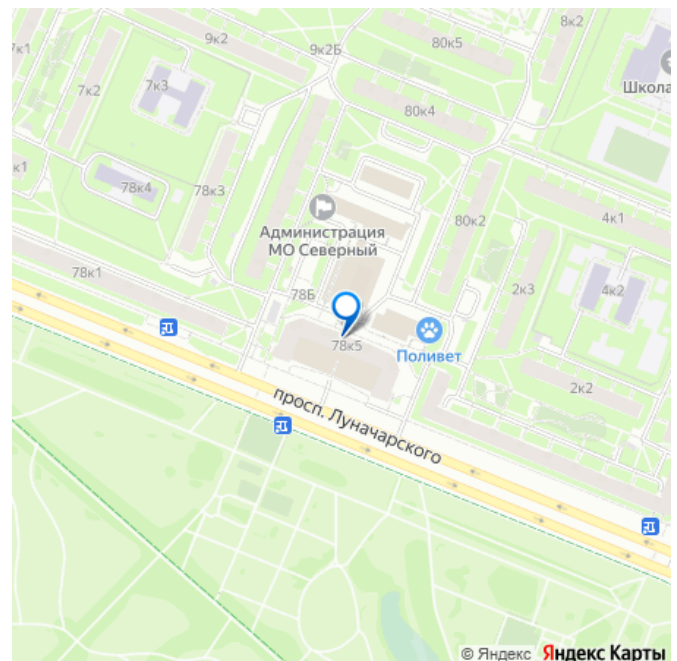 8к2
9к2
80к5
7к1
9к2Б
7к3
7к2
Школа
80к4
к1
78к4
78к3
Администрация
МО Северный
80к2
4к1
78к1
78Б
2к3
4к2
78к5
Поливет
2к2
просп. Луначарского
© Яндекс Яндекс Карты